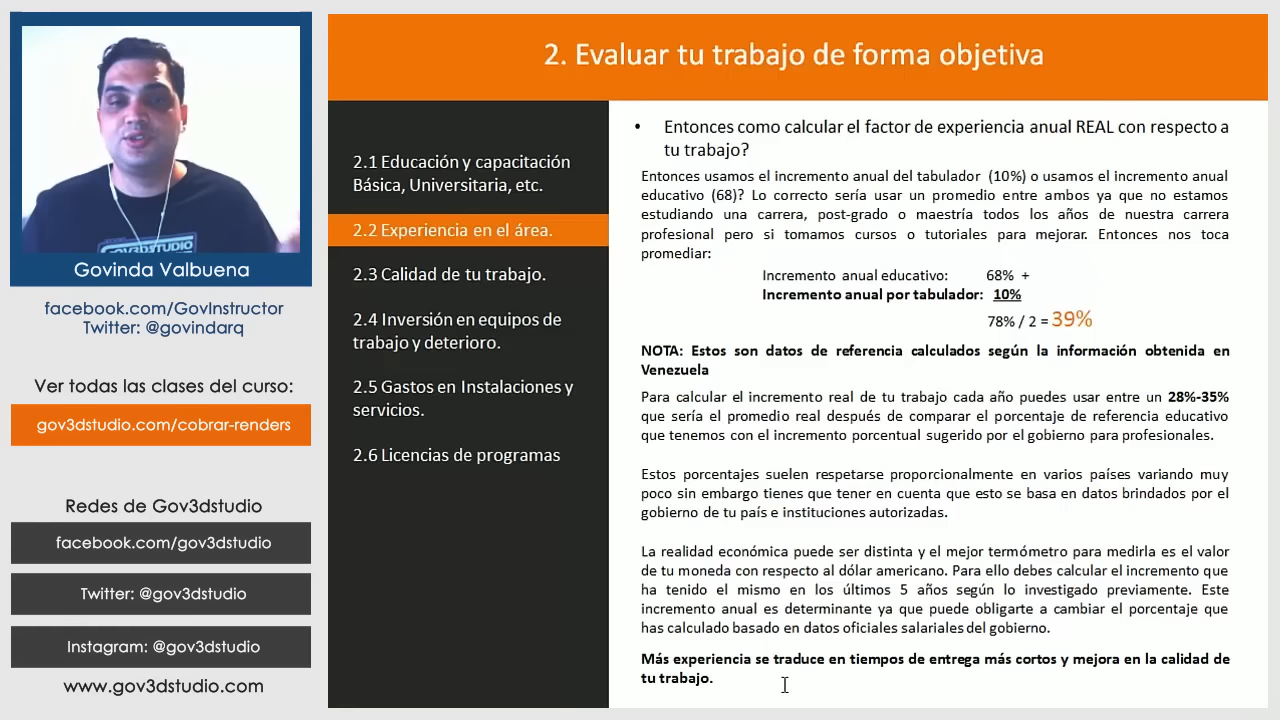 GOV3DSTUDIO
Govinda Valbuena
facebook.com/GovInstructor
Twitter: @govindarq
Ver todas las clases del curso:
gov3dstudio.com/cobrar-renders
Redes de Gov3dstudio
facebook.com/gov3dstudio
Twitter: @gov3dstudio
Instagram: @gov3dstudio
www.gov3dstudio.com
2. Evaluar tu trabajo de forma objetiva
2.1 Educación y capacitación
Básica, Universitaria, etc.
2.2 Experiencia en el área.
2.3 Calidad de tu trabajo.
2.4 Inversión en equipos de
trabajo y deterioro.
2.5 Gastos en Instalaciones y
servicios.
2.6 Licencias de programas
• Entonces como calcular el factor de experiencia anual REAL con respecto a
tu trabajo?
Entonces usamos el incremento anual del tabulador (10%) o usamos el incremento anual
educativo (68)? Lo correcto sería usar un promedio entre ambos ya que no estamos
estudiando una carrera, post-grado o maestría todos los años de nuestra carrera
profesional pero si tomamos cursos o tutoriales para mejorar. Entonces nos toca
promediar:
Incremento anual educativo: 68% +
Incremento anual por tabulador: 10%
78% / 2 = 39%
NOTA: Estos son datos de referencia calculados según la información obtenida en
Venezuela
Para calcular el incremento real de tu trabajo cada año puedes usar entre un 28%-35%
que sería el promedio real después de comparar el porcentaje de referencia educativo
que tenemos con el incremento porcentual sugerido por el gobierno para profesionales.
Estos porcentajes suelen respetarse proporcionalmente en varios países variando muy
poco sin embargo tienes que tener en cuenta que esto se basa en datos brindados por el
gobierno de tu país e instituciones autorizadas.
La realidad económica puede ser distinta y el mejor termómetro para medirla es el valor
de tu moneda con respecto al dólar americano. Para ello debes calcular el incremento que
ha tenido el mismo en los últimos 5 años según lo investigado previamente. Este
incremento anual es determinante ya que puede obligarte a cambiar el porcentaje que
has calculado basado en datos oficiales salariales del gobierno.
Más experiencia se traduce en tiempos de entrega más cortos y mejora en la calidad de
tu trabajo.